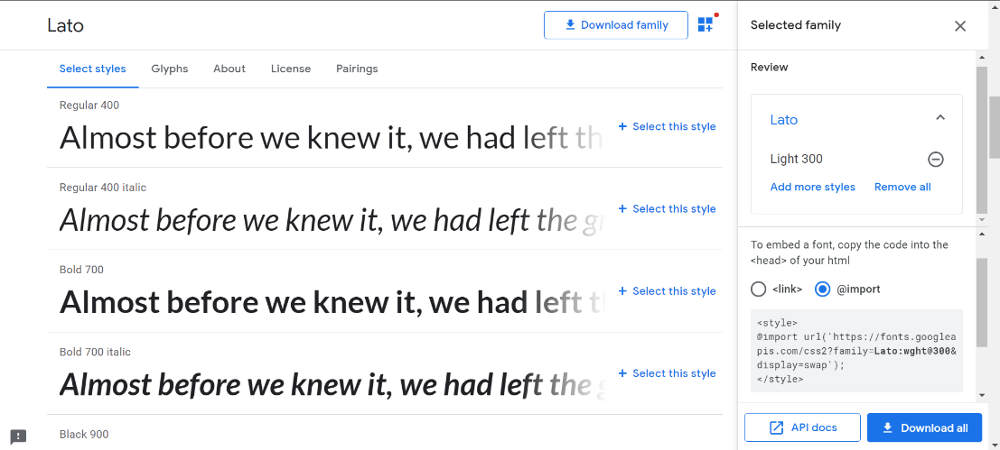 Lato
Download family
Select styles
Glyphs
About
License
Pairings
Regular 400
Almost before we knew it, we had left th
Select this style
Regular 400 italic
Almost before we knew it, we had left the gr
Select this style
Bold 700
Almost before we knew it, we had left t
Select this style
Bold 700 italic
Almost before we knew it, we had left the g
Select this style
Black 900
Selected family
Review
Lato
Light 300
Add more styles
Remove all
To embed a font, copy the code into the
<head> of your html
<link>
@import
<style>
@import url('https://fonts.googlea
pis.com/css2?family=Lato:wght@300&
display=swap');
</style>
API docs
Download all